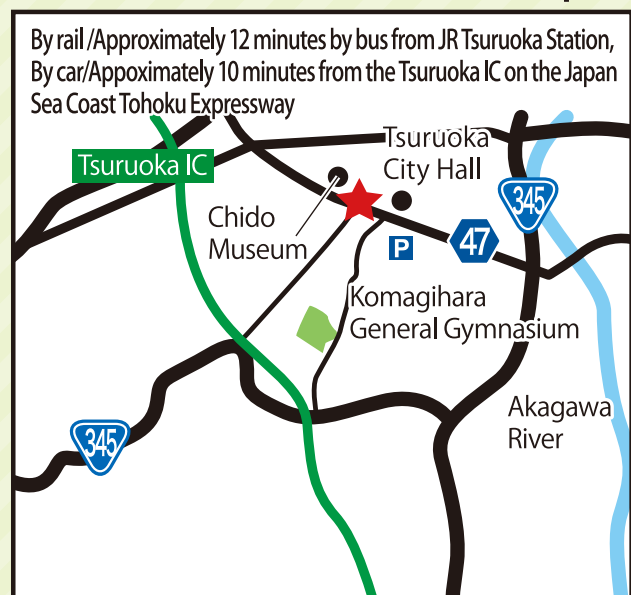 By rail /Approximately 12 minutes by bus from JR Tsuruoka Station,
By car/Appoximately 10 minutes from the Tsuruoka IC on the Japan
Sea Coast Tohoku Expressway
Tsuruoka IC
Tsuruoka
City Hall
345
Chido
Museum
P
47
Komagihara
General Gymnasium
Akagawa
River
345